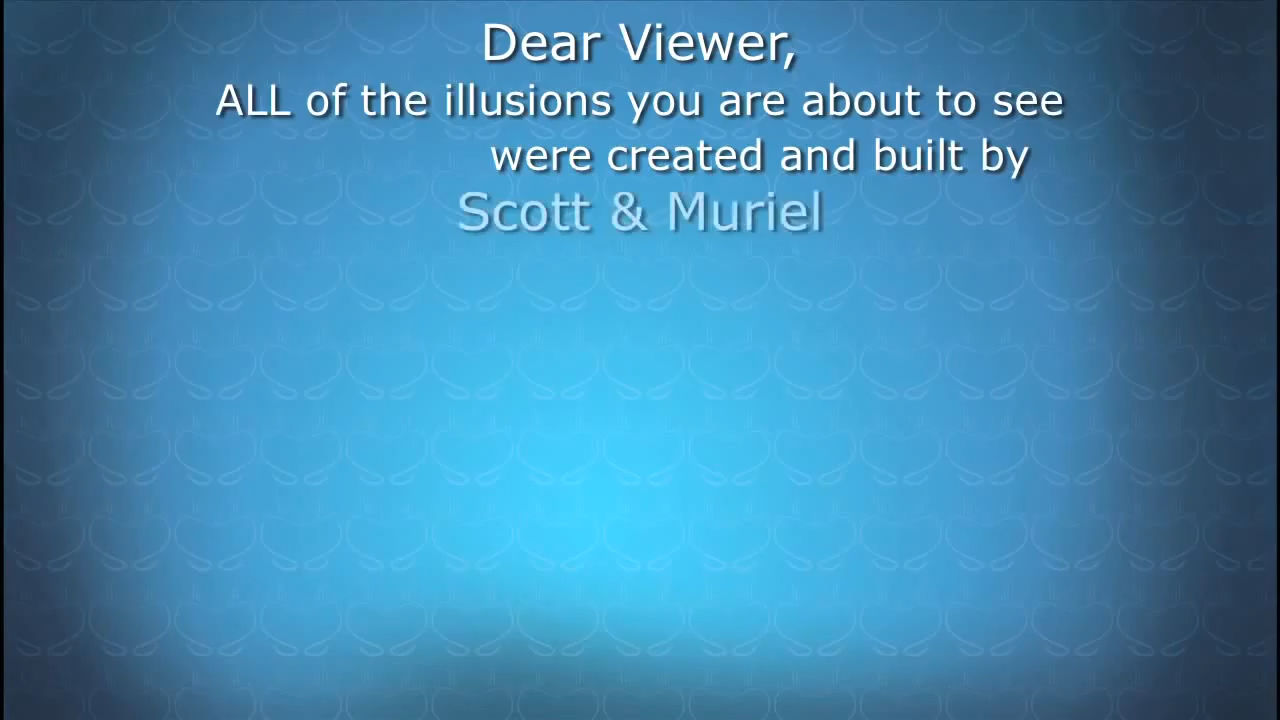 Dear Viewer,
ALL of the illusions you are about to see
were created and built by
Scott & Muriel